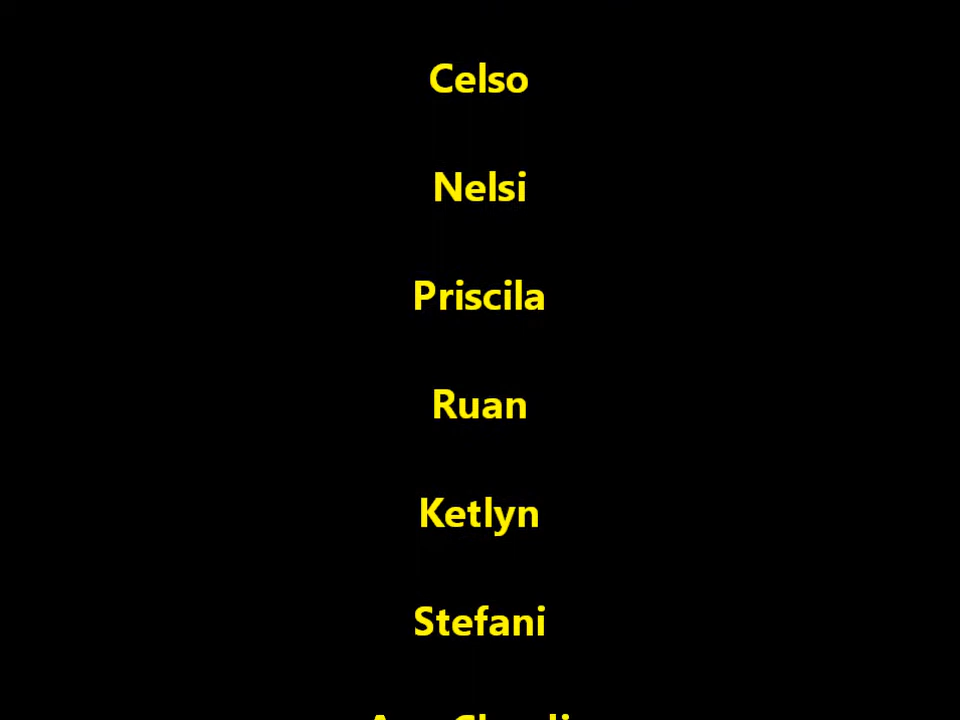 Celso
Nelsi
Priscila
Ruan
Ketlyn
Stefani